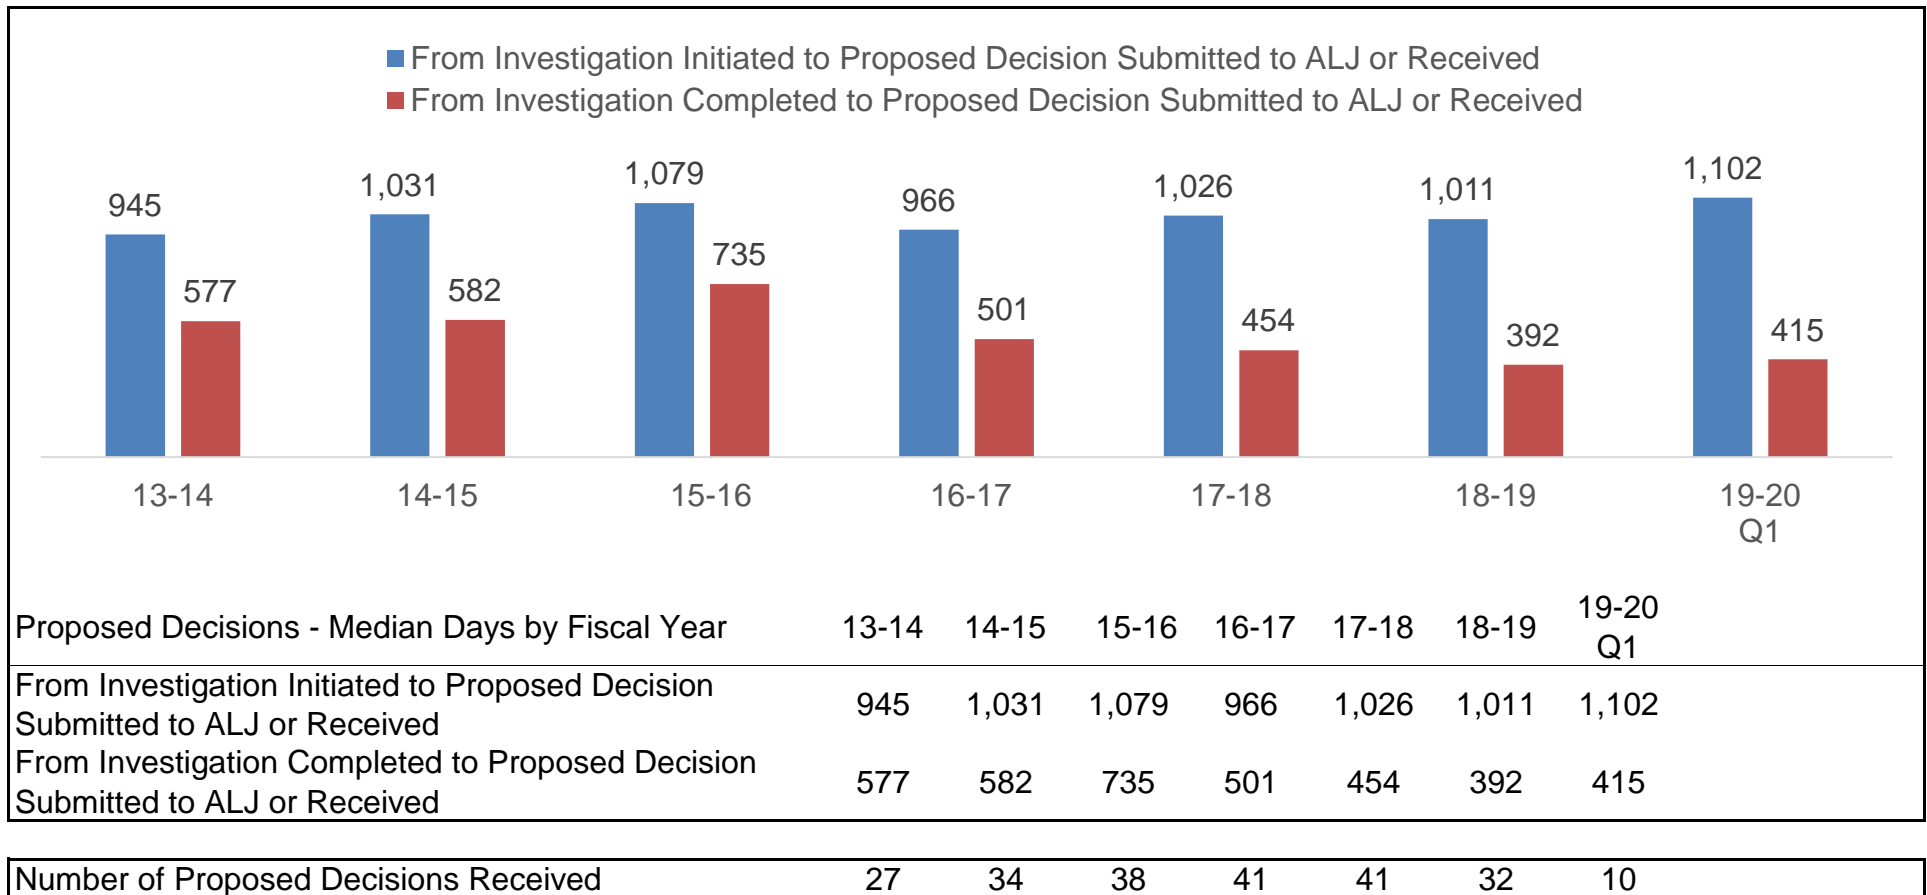 From Investigation Initiated to Proposed Decision Submitted to ALJ or Received
From Investigation Completed to Proposed Decision Submitted to ALJ or Received
945 577 1,031 582 1,079 735 966 501 1,026 454 1,011 392 1,102 415
13-14 14-15 15-16 16-17 17-18 18-19 19-20
Q1
Proposed Decisions - Median Days by Fiscal Year 13-14 14-15 15-16 16-17 17-18 18-19 19-20
Q1
From Investigation Initiated to Proposed Decision
Submitted to ALJ or Received 945 1,031 1,079 966 1,026 1,011 1,102
From Investigation Completed to Proposed Decision
Submitted to ALJ or Received 577 582 735 501 454 392 415
Number of Proposed Decisions Received 27 34 38 41 41 32 10